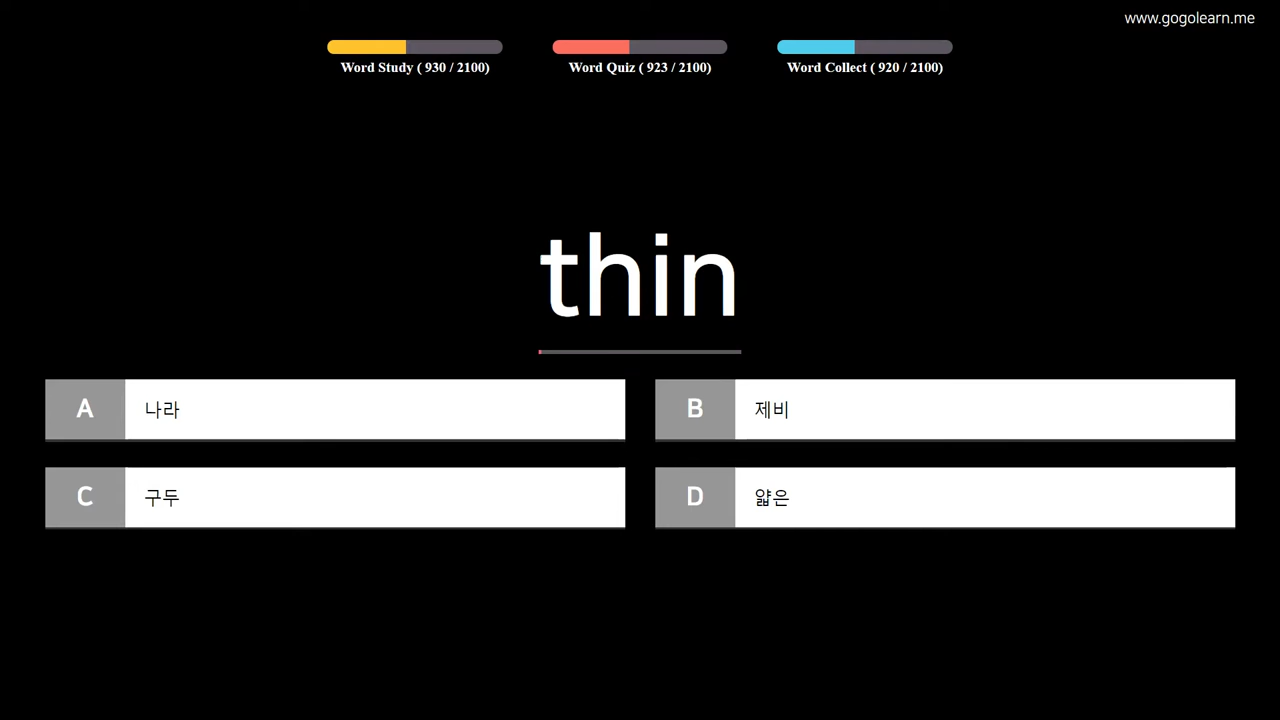 www.gogolearn.me
Word Study ( 930 / 2100)
Word Quiz ( 923 / 2100)
Word Collect ( 920 / 2100)
thin
A 나라
B 제비
C 구두
D 얇은